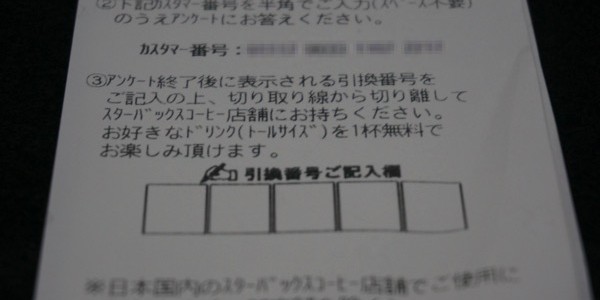 ②下記カスタマー番号を半角でご入力(スペース不要)
のうえアンケートにお答えください。
カスタマー番号:
③アンケート終了後に表示される引換番号を
ご記入の上、切り取り線から切り離して
スターバックスコーヒー店舗にお持ちください。
お好きなドリンク(トールサイズ)を1杯無料で
お楽しみ頂けます。
引換番号ご記入欄
※日本国内のスターバックスコーヒー店舗でご使用に